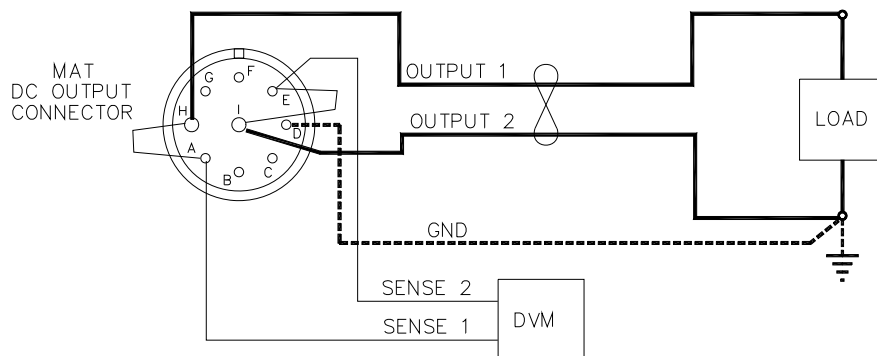 MAT
DC OUTPUT
CONNECTOR
F
G
E
H
I
D
A
B
C
OUTPUT 1
OUTPUT 2
LOAD
GND
SENSE 2
SENSE 1
DVM